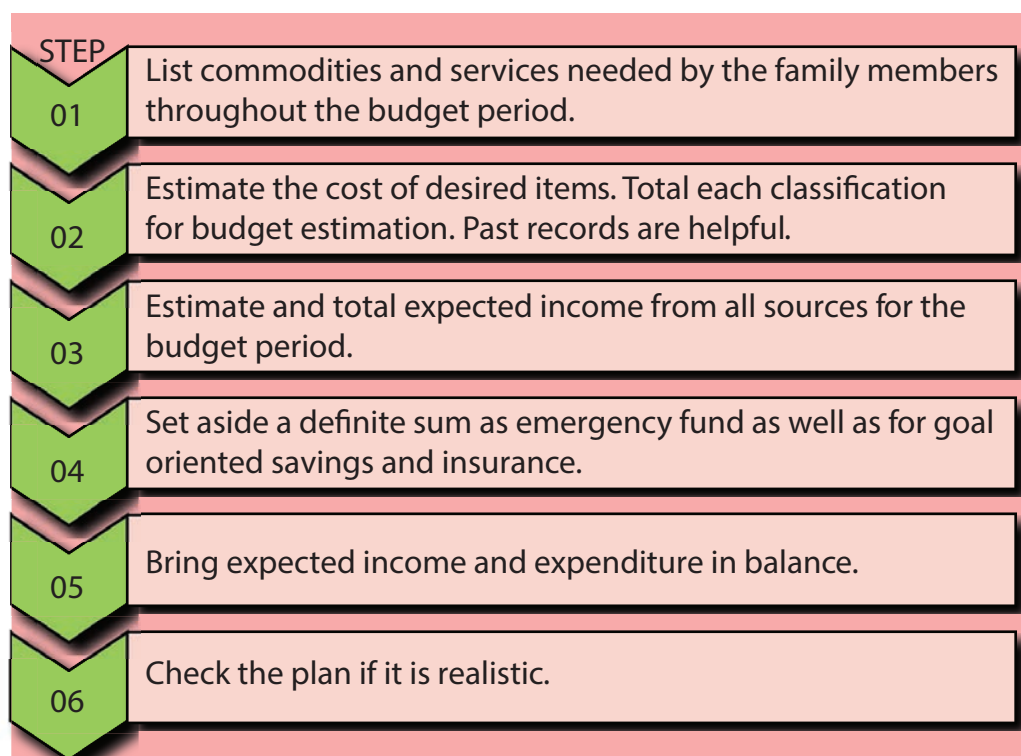 STEP
01
List commodities and services needed by the family members
throughout the budget period.
02
Estimate the cost of desired items. Total each classification
for budget estimation. Past records are helpful.
03
Estimate and total expected income from all sources for the
budget period.
04
Set aside a definite sum as emergency fund as well as for goal
oriented savings and insurance.
05
Bring expected income and expenditure in balance.
06
Check the plan if it is realistic.